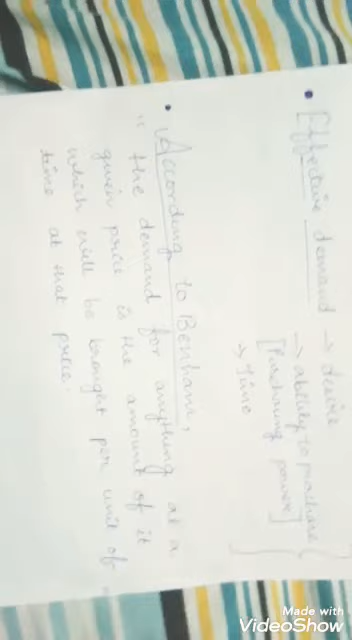 • Effective demand → desire
→ ability to purchase
[Purchasing power]
→ Time
• According to Benham,
" the demand for anything at a
given price is the amount of it
which will be brought per unit of
time at that price.
Made with
VideoShow